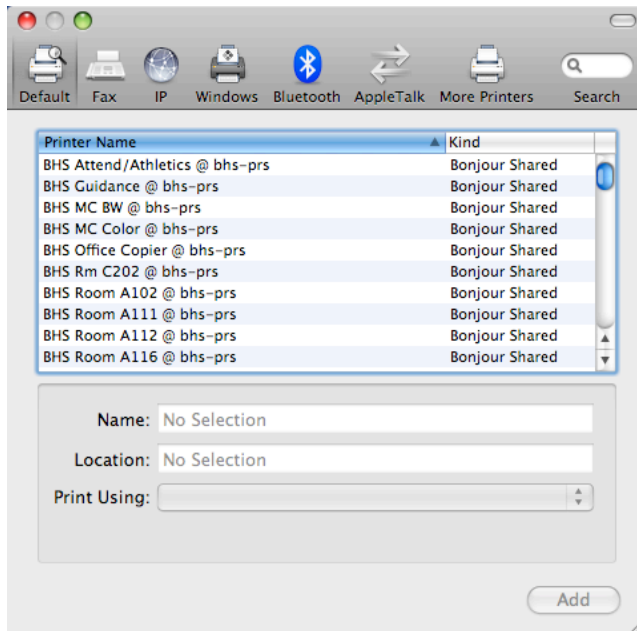 Default Fax IP Windows Bluetooth AppleTalk More Printers Search
Printer Name Kind
BHS Attend/Athletics @ bhs-prs Bonjour Shared
BHS Guidance @ bhs-prs Bonjour Shared
BHS MC BW @ bhs-prs Bonjour Shared
BHS MC Color @ bhs-prs Bonjour Shared
BHS Office Copier @ bhs-prs Bonjour Shared
BHS Rm C202 @ bhs-prs Bonjour Shared
BHS Room A102 @ bhs-prs Bonjour Shared
BHS Room A111 @ bhs-prs Bonjour Shared
BHS Room A112 @ bhs-prs Bonjour Shared
BHS Room A116 @ bhs-prs Bonjour Shared
Name: No Selection
Location: No Selection
Print Using:
Add